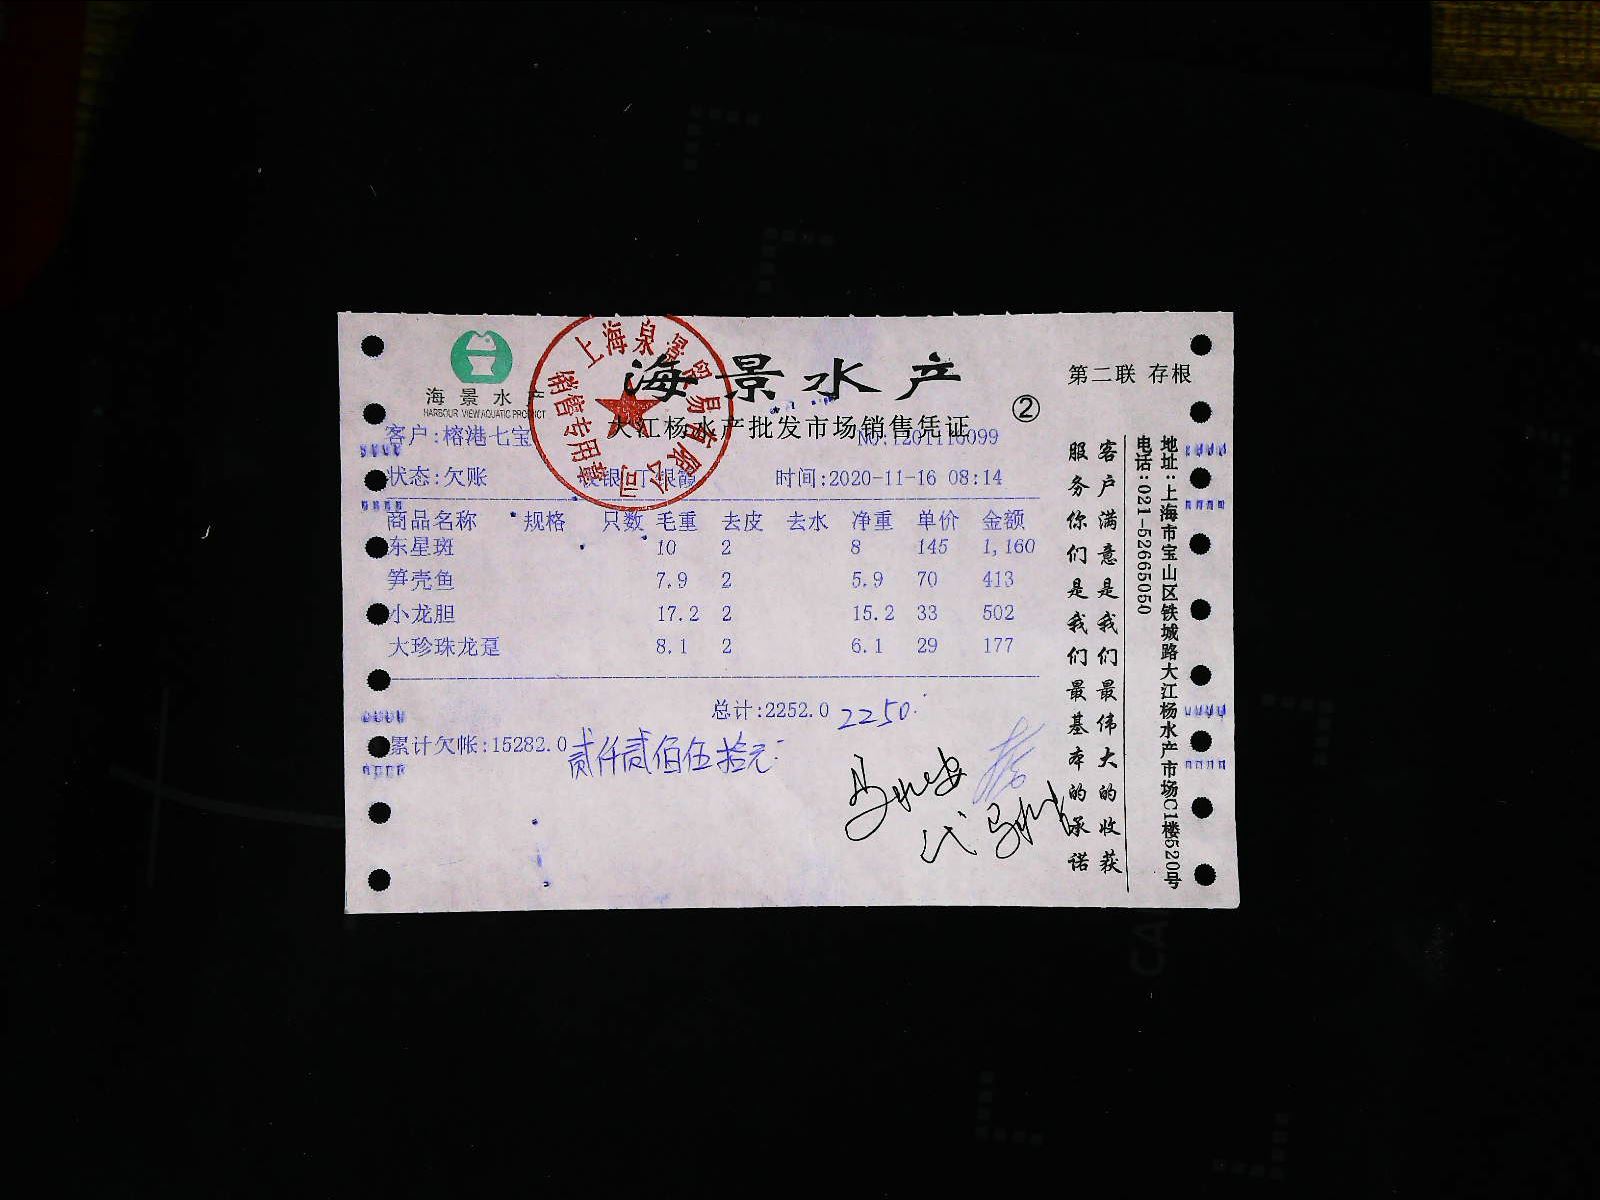 海景水产
HARBOUR VIEW AQUATIC PRODUCT
海景水产
第二联 存根
②
大江杨水产批发市场销售凭证
上海泉景贸易有限公司
销售专用章
客户:榕港七宝
NO:1201116099
状态:欠账
时间:2020-11-16 08:14
商品名称 规格 只数 毛重 去皮 去水 净重 单价 金额
东星斑 10 2 8 145 1,160
笋壳鱼 7.9 2 5.9 70 413
小龙胆 17.2 2 15.2 33 502
大珍珠龙趸 8.1 2 6.1 29 177
总计:2252.0 2250.
累计欠帐:15282.0 贰仟贰佰伍拾元
客户满意是我们最伟大的收获
服务你们是我们最基本的承诺
地址:上海市宝山区铁城路大江杨水产市场C1楼520号
电话:021-52665050